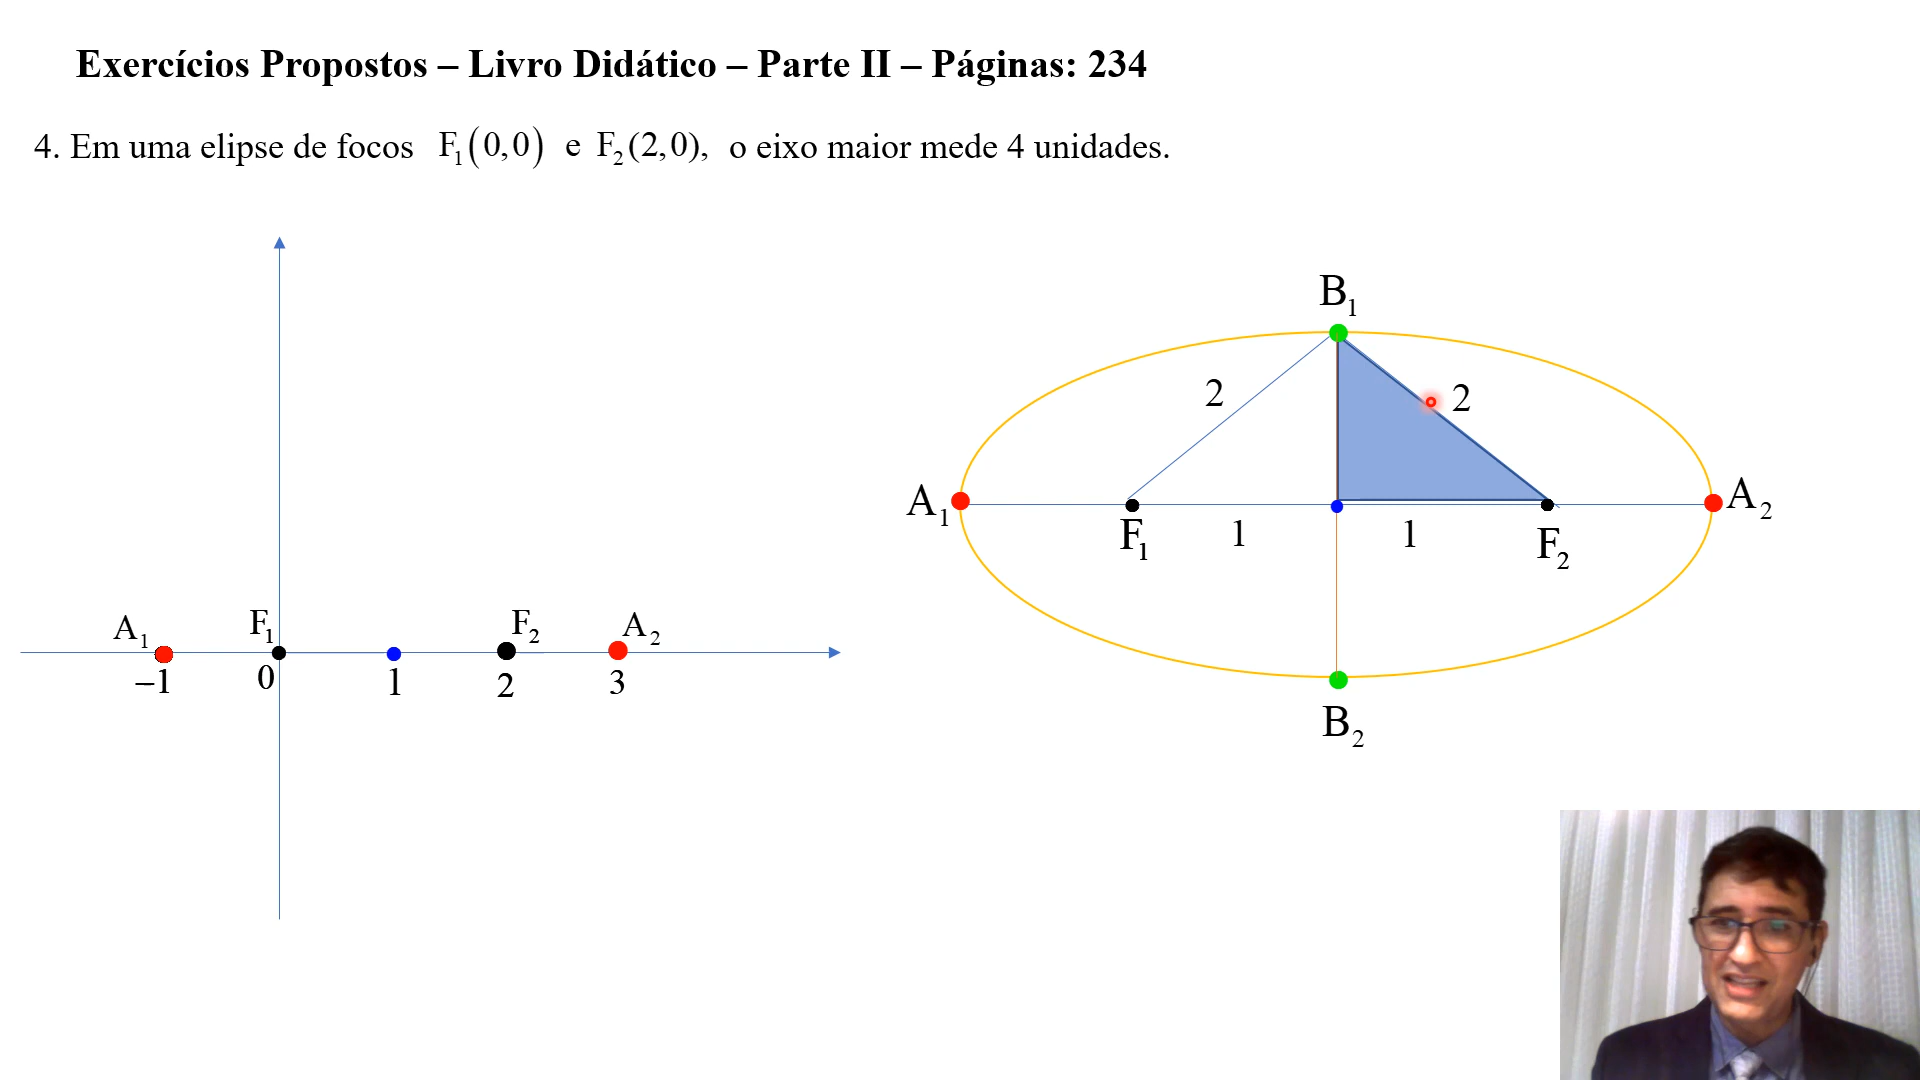 Exercícios Propostos – Livro Didático – Parte II – Páginas: 234
4. Em uma elipse de focos F₁(0,0) e F₂(2,0), o eixo maior mede 4 unidades.
B₁
2 2
A₁ A₂
F₁ 1 1 F₂
A₁ F₁ F₂ A₂
–1 0 1 2 3
B₂